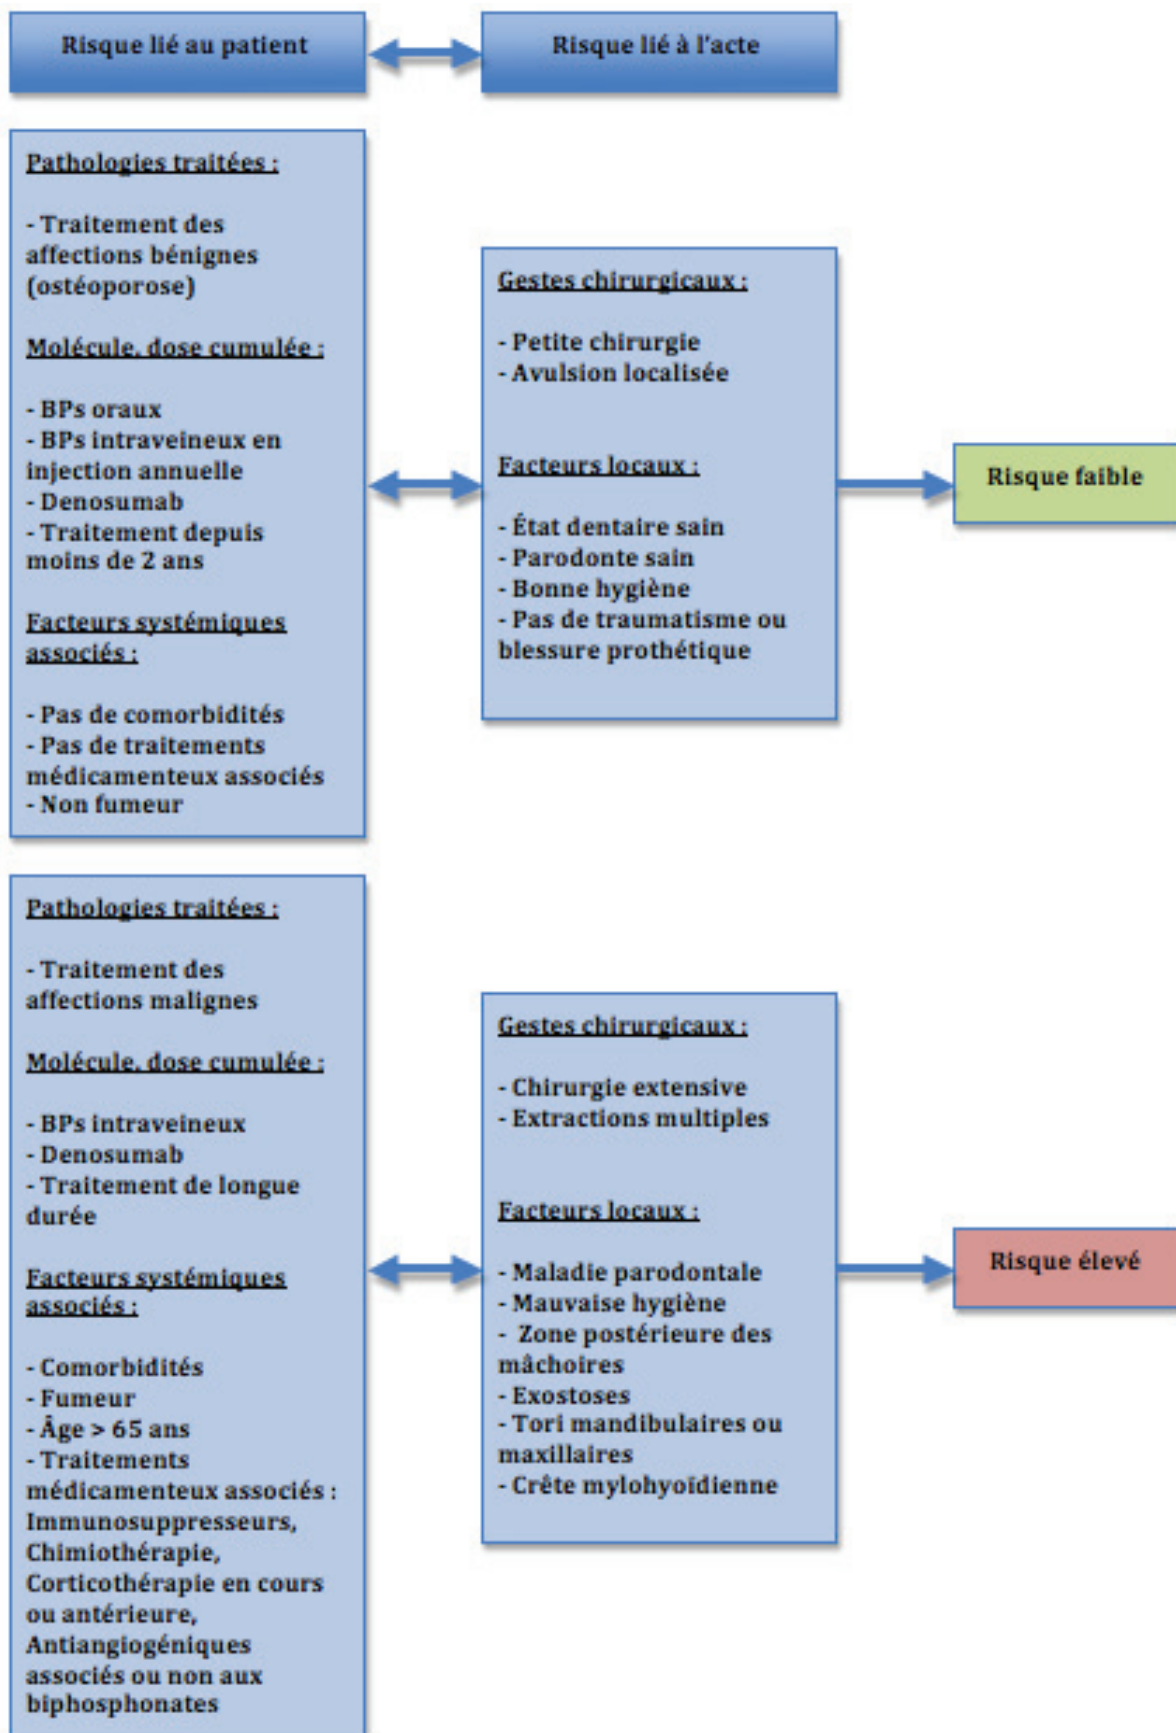 Risque lié au patient
Risque lié à l'acte
Pathologies traitées :
- Traitement des
affections bénignes
(ostéoporose)
Molécule, dose cumulée :
- BPs oraux
- BPs intraveineux en
injection annuelle
- Denosumab
- Traitement depuis
moins de 2 ans
Facteurs systémiques
associés :
- Pas de comorbidités
- Pas de traitements
médicamenteux associés
- Non fumeur
Gestes chirurgicaux :
- Petite chirurgie
- Avulsion localisée
Facteurs locaux :
- État dentaire sain
- Parodonte sain
- Bonne hygiène
- Pas de traumatisme ou
blessure prothétique
Risque faible
Pathologies traitées :
- Traitement des
affections malignes
Molécule, dose cumulée :
- BPs intraveineux
- Denosumab
- Traitement de longue
durée
Facteurs systémiques
associés :
- Comorbidités
- Fumeur
- Âge > 65 ans
- Traitements
médicamenteux associés :
Immunosuppresseurs,
Chimiothérapie,
Corticothérapie en cours
ou antérieure,
Antiangiogéniques
associés ou non aux
biphosphonates
Gestes chirurgicaux :
- Chirurgie extensive
- Extractions multiples
Facteurs locaux :
- Maladie parodontale
- Mauvaise hygiène
- Zone postérieure des
mâchoires
- Exostoses
- Tori mandibulaires ou
maxillaires
- Crête mylohyoïdienne
Risque élevé